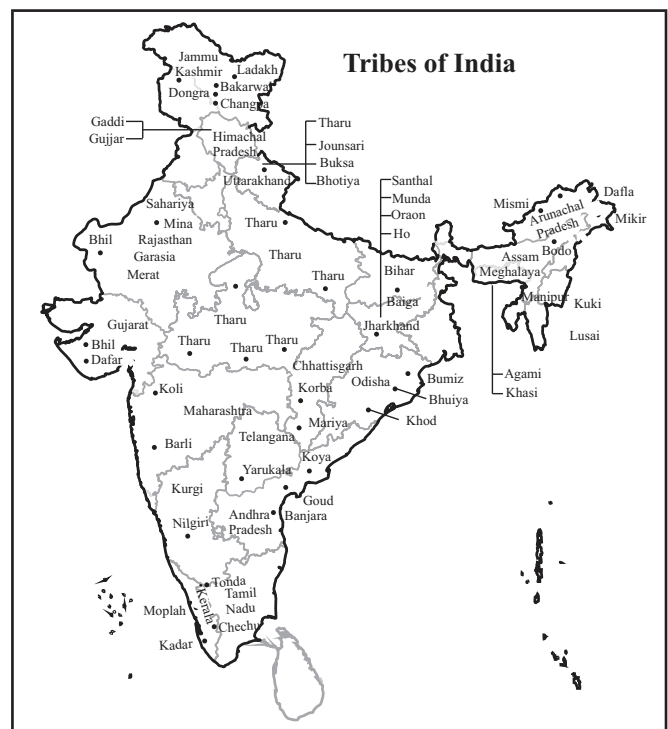 Tribes of India
Jammu
Kashmir
Ladakh
Bakarwal
Dongra
Changpa
Gaddi
Gujjar
Himachal
Pradesh
Tharu
Jounsari
Buksa
Bhotiya
Uttarakhand
Santhal
Munda
Oraon
Ho
Mismi
Dafla
Arunachal
Pradesh
Mikir
Sahariya
Mina
Rajasthan
Garasia
Merat
Bhil
Tharu
Tharu
Tharu
Bihar
Baiga
Jharkhand
Assam
Bodo
Meghalaya
Manipur
Kuki
Lusai
Agami
Khasi
Gujarat
Bhil
Dafar
Tharu
Tharu
Tharu
Tharu
Chhattisgarh
Korba
Odisha
Bumiz
Bhuiya
Khod
Koli
Maharashtra
Mariya
Telangana
Barli
Koya
Yarukala
Kurgi
Goud
Banjara
Andhra
Pradesh
Nilgiri
Tonda
Tamil
Nadu
Kerala
Moplah
Chechu
Kadar